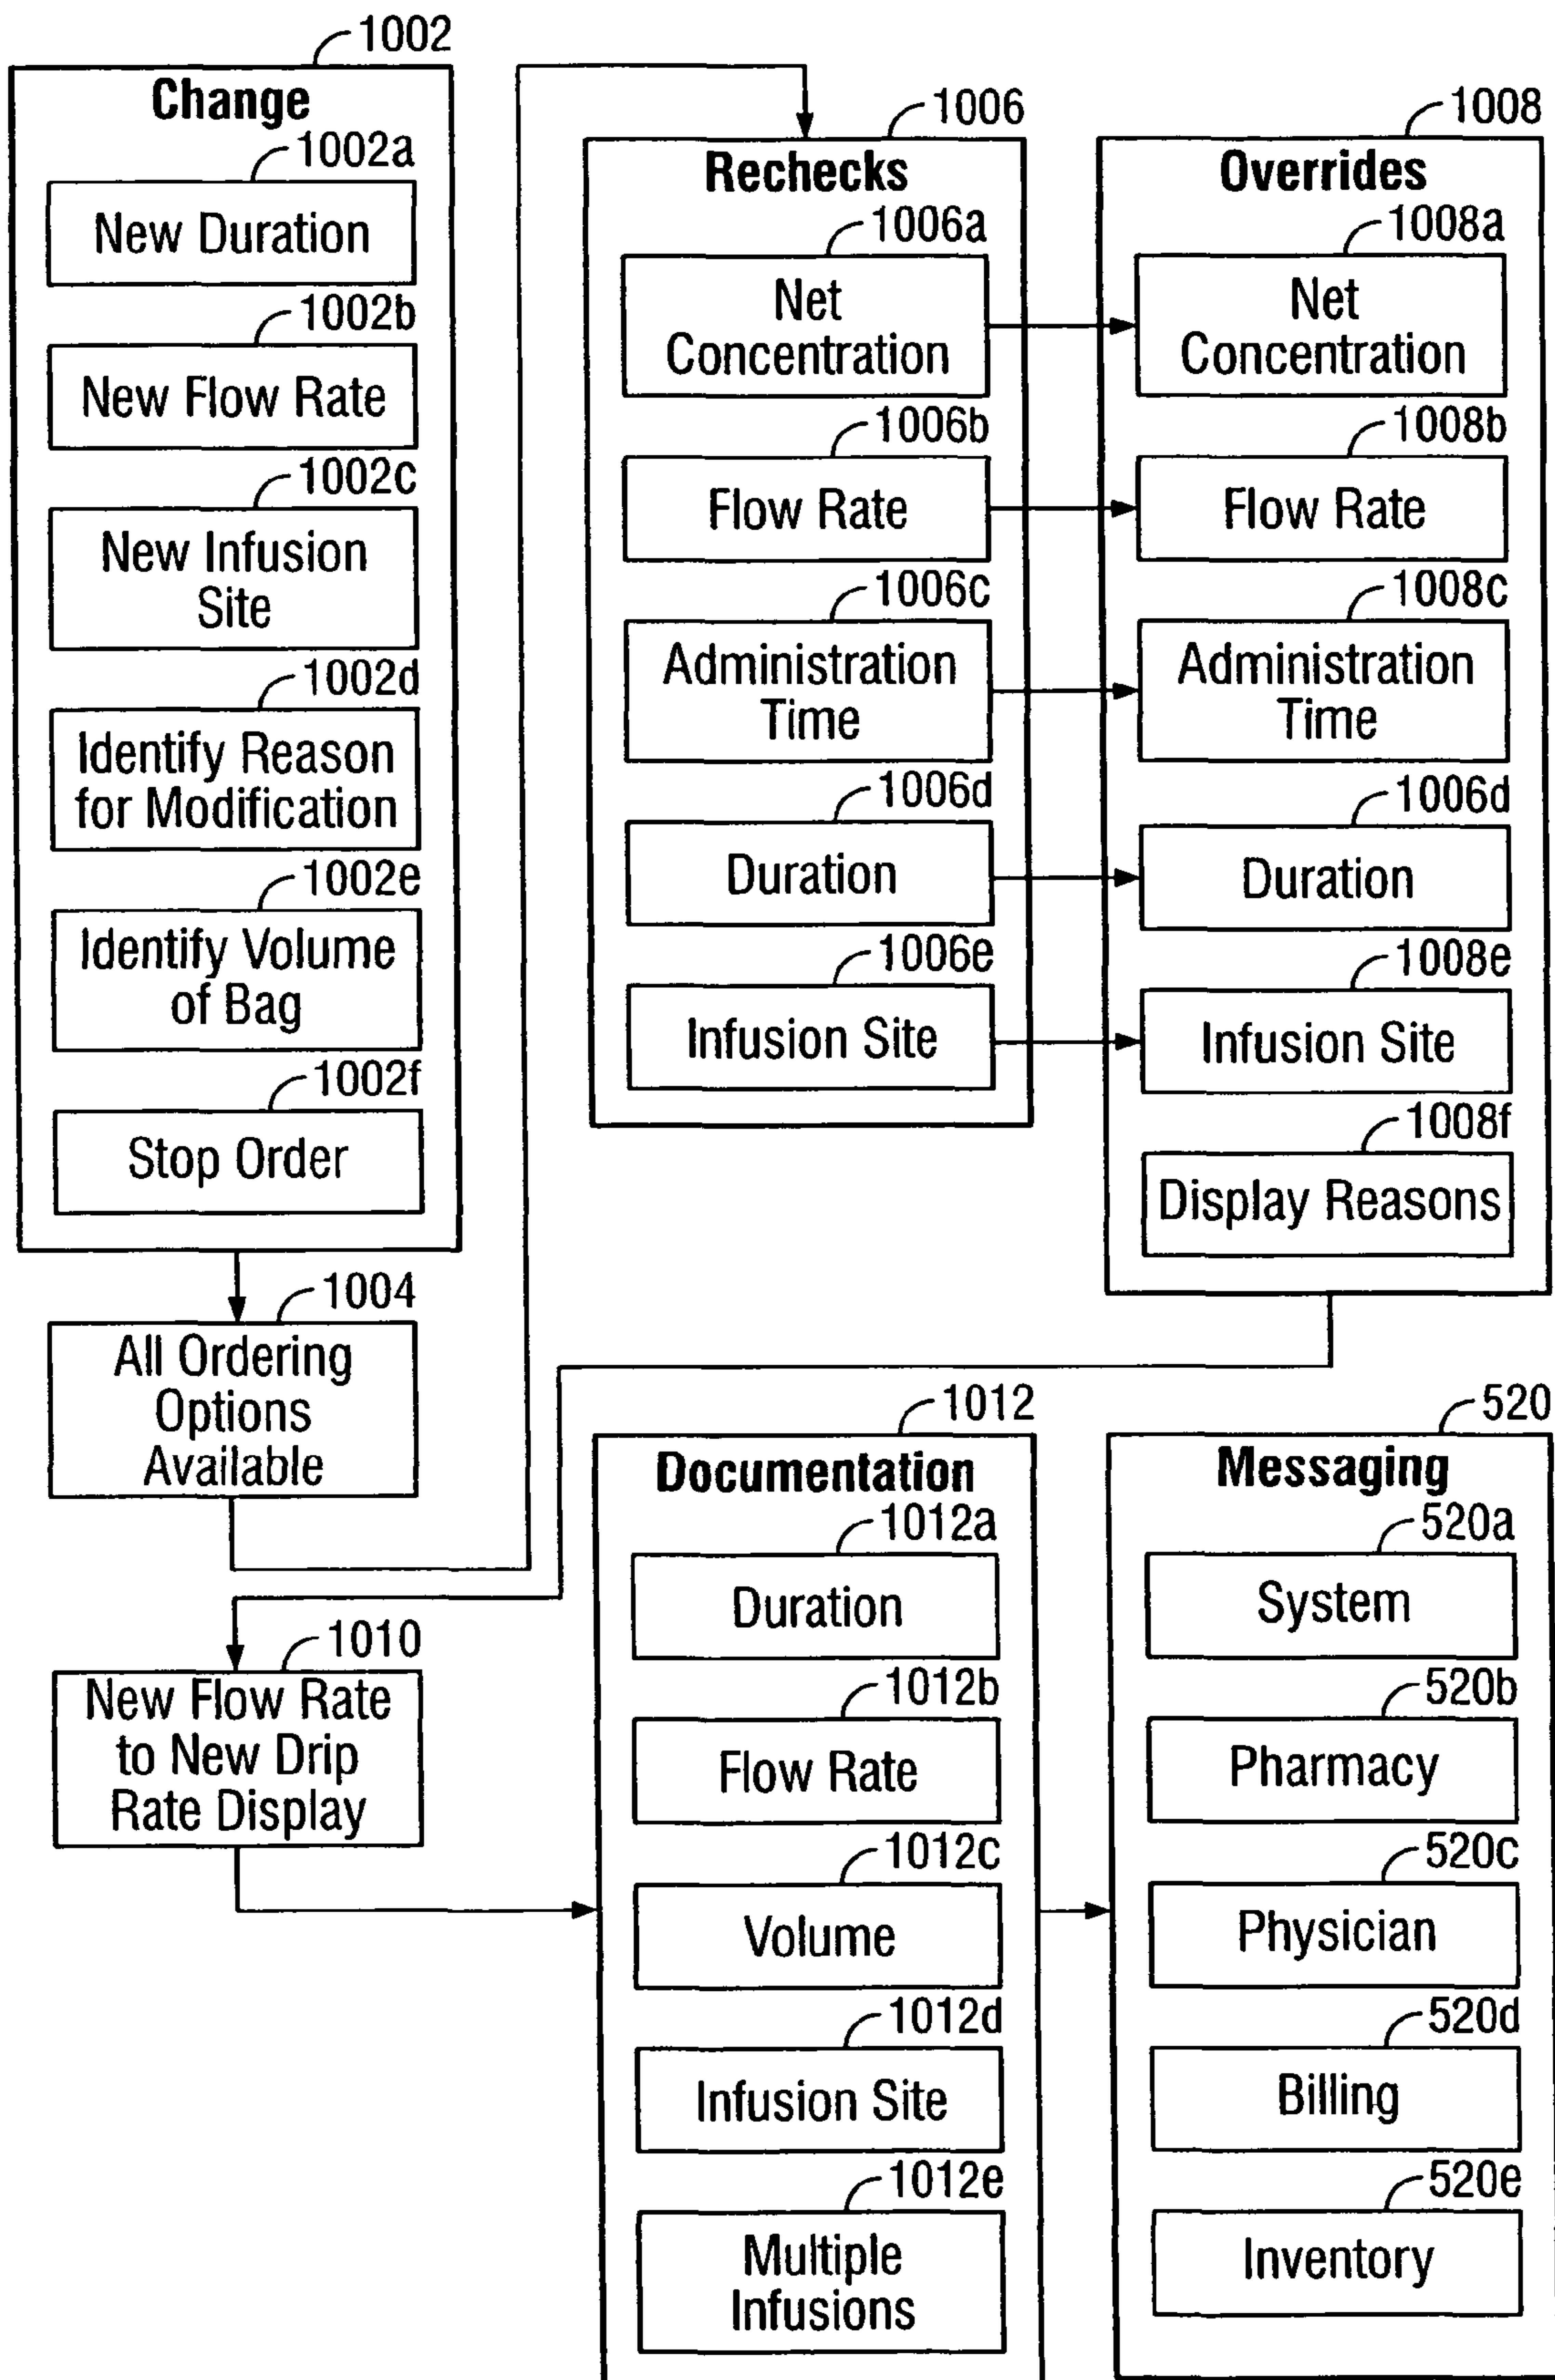 1002
Change
1002a
New Duration
1002b
New Flow Rate
1002c
New Infusion
Site
1002d
Identify Reason
for Modification
1002e
Identify Volume
of Bag
1002f
Stop Order
1004
All Ordering
Options
Available
1006
Rechecks
1006a
Net
Concentration
1006b
Flow Rate
1006c
Administration
Time
1006d
Duration
1006e
Infusion Site
1008
Overrides
1008a
Net
Concentration
1008b
Flow Rate
1008c
Administration
Time
1006d
Duration
1008e
Infusion Site
1008f
Display Reasons
1010
New Flow Rate
to New Drip
Rate Display
1012
Documentation
1012a
Duration
1012b
Flow Rate
1012c
Volume
1012d
Infusion Site
1012e
Multiple
Infusions
520
Messaging
520a
System
520b
Pharmacy
520c
Physician
520d
Billing
520e
Inventory